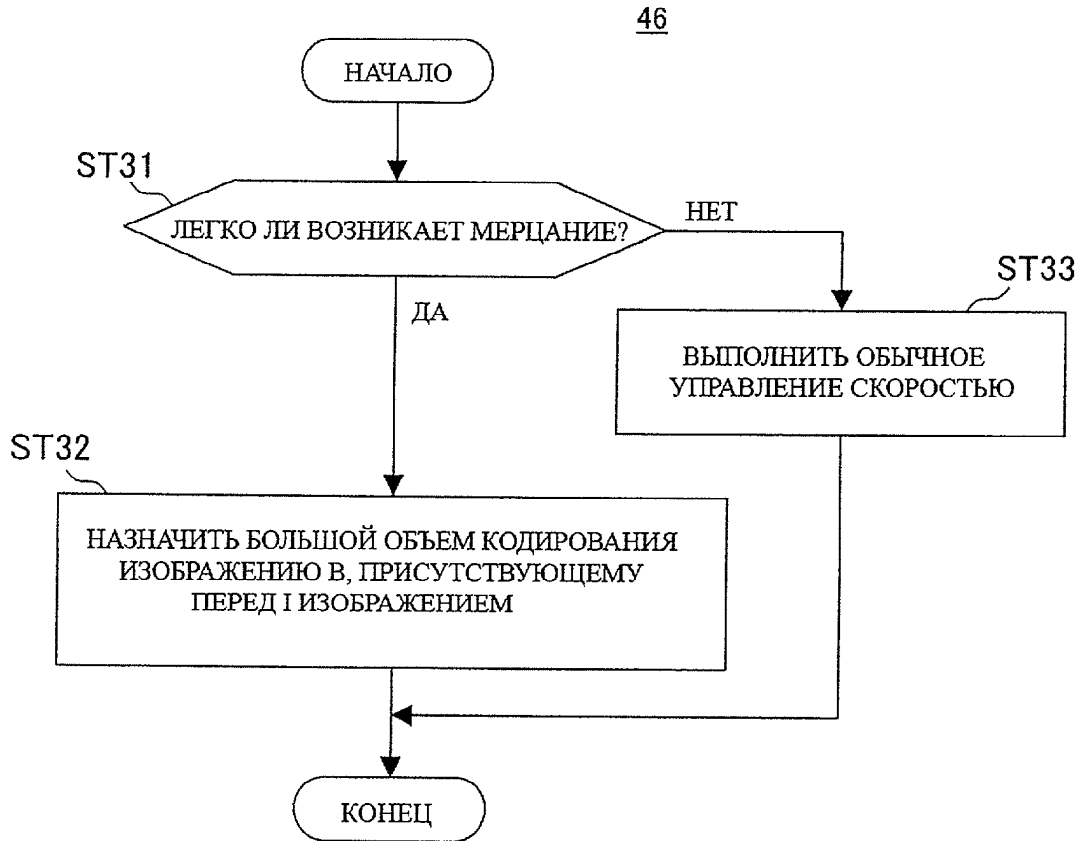 46
НАЧАЛО
ST31
ЛЕГКО ЛИ ВОЗНИКАЕТ МЕРЦАНИЕ?
НЕТ
ДА
ST33
ВЫПОЛНИТЬ ОБЫЧНОЕ
УПРАВЛЕНИЕ СКОРОСТЬЮ
ST32
НАЗНАЧИТЬ БОЛЬШОЙ ОБЪЕМ КОДИРОВАНИЯ
ИЗОБРАЖЕНИЮ В, ПРИСУТСТВУЮЩЕМУ
ПЕРЕД I ИЗОБРАЖЕНИЕМ
КОНЕЦ